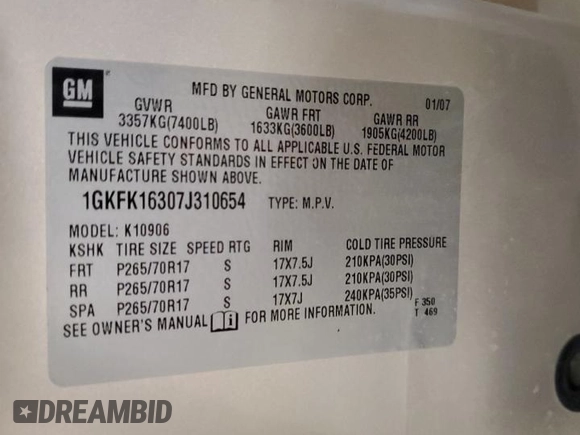 GM
MFD BY GENERAL MOTORS CORP. 01/07
GVWR GAWR FRT GAWR RR
3357KG(7400LB) 1633KG(3600LB) 1905KG(4200LB)
THIS VEHICLE CONFORMS TO ALL APPLICABLE U.S. FEDERAL MOTOR
VEHICLE SAFETY STANDARDS IN EFFECT ON THE DATE OF
MANUFACTURE SHOWN ABOVE.
1GKFK16307J310654 TYPE: M.P.V.
MODEL: K10906
KSHK TIRE SIZE SPEED RTG RIM COLD TIRE PRESSURE
FRT P265/70R17 S 17X7.5J 210KPA(30PSI)
RR P265/70R17 S 17X7.5J 210KPA(30PSI)
SPA P265/70R17 S 17X7J 240KPA(35PSI)
SEE OWNER'S MANUAL i FOR MORE INFORMATION.
F 350
T 469
DREAMBID